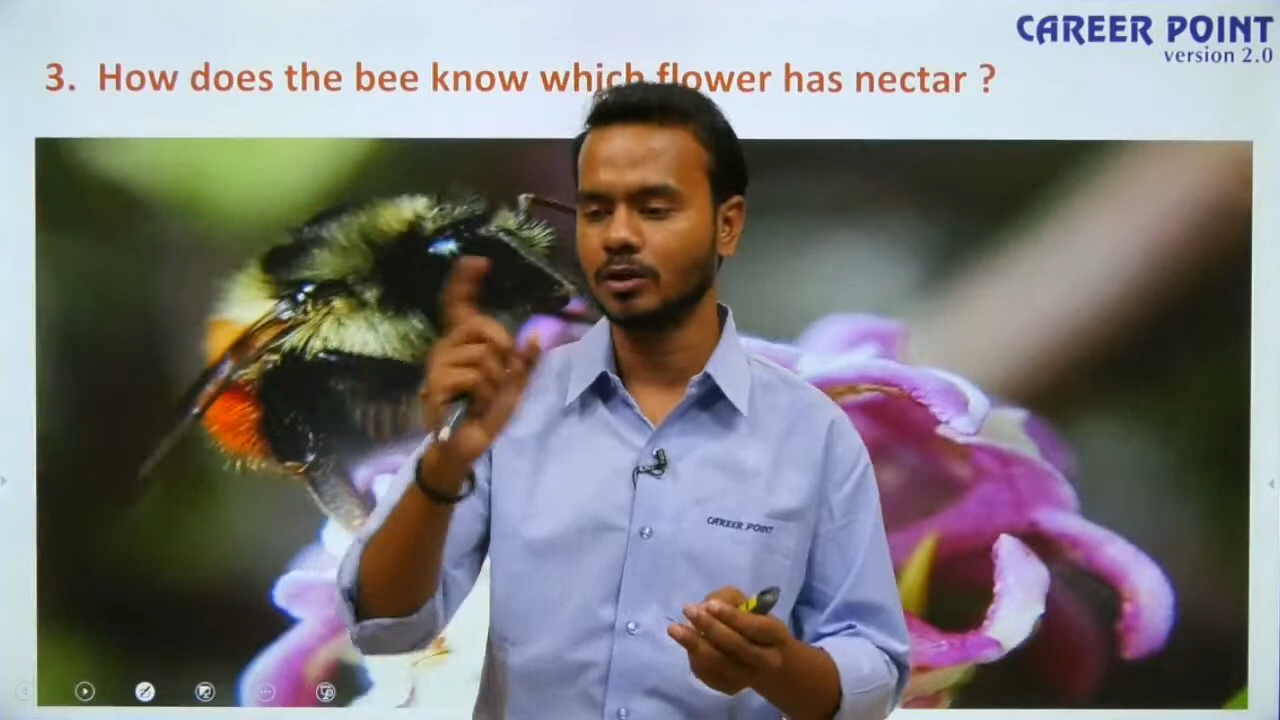 CAREER POINT
version 2.0
3. How does the bee know which flower has nectar ?
CAREER POINT